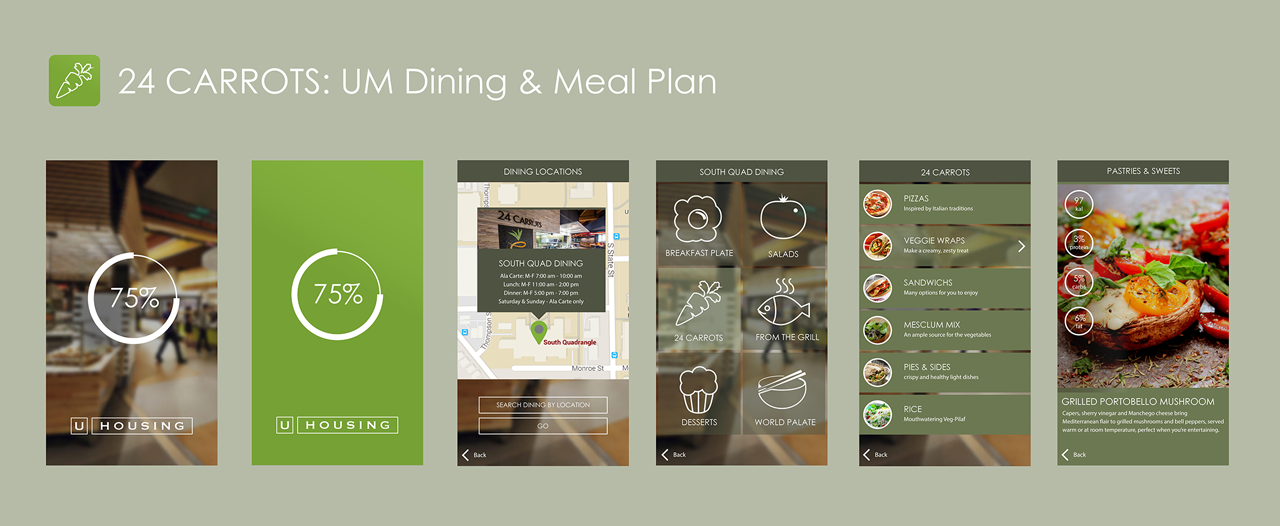 24 CARROTS: UM Dining & Meal Plan
75%
U HOUSING
75%
U HOUSING
DINING LOCATIONS
Thompson
24 CARROTS
SOUTH QUAD DINING
Ala Carte: M-F 7:00 am - 10:00 am
Lunch: M-F 11:00 am - 2:00 pm
Dinner: M-F 5:00 pm - 7:00 pm
Saturday & Sunday - Ala Carte only
S State St
Thompson S
South Quadrangle
Monroe St
SEARCH DINING BY LOCATION
GO
Back
SOUTH QUAD DINING
BREAKFAST PLATE
SALADS
24 CARROTS
FROM THE GRILL
DESSERTS
WORLD PALATE
Back
24 CARROTS
PIZZAS
Inspired by Italian traditions
VEGGIE WRAPS
Make a creamy, zesty treat
SANDWICHS
Many options for you to enjoy
MESCLUM MIX
An ample source for the vegetables
PIES & SIDES
crispy and healthy light dishes
RICE
Mouthwatering Veg-Pilaf
Back
PASTRIES & SWEETS
97
kal
3%
protein
5%
carbs
6%
fat
GRILLED PORTOBELLO MUSHROOM
Capers, sherry vinegar and Manchego cheese bring
Mediterranean flair to grilled mushrooms and bell peppers, served
warm or at room temperature, perfect when you're entertaining.
Back